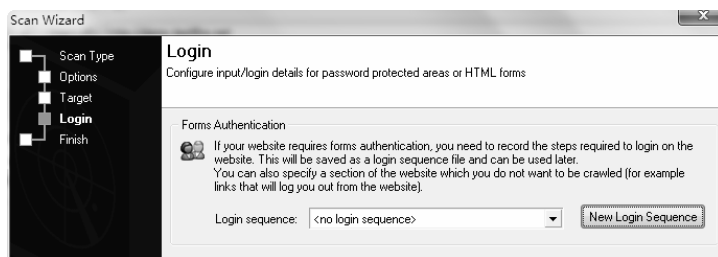 Scan Wizard
Scan Type
Options
Target
Login
Finish
Login
Configure input/login details for password protected areas or HTML forms
Forms Authentication
If your website requires forms authentication, you need to record the steps required to login on the
website. This will be saved as a login sequence file and can be used later.
You can also specify a section of the website which you do not want to be crawled (for example
links that will log you out from the website).
Login sequence: <no login sequence> New Login Sequence